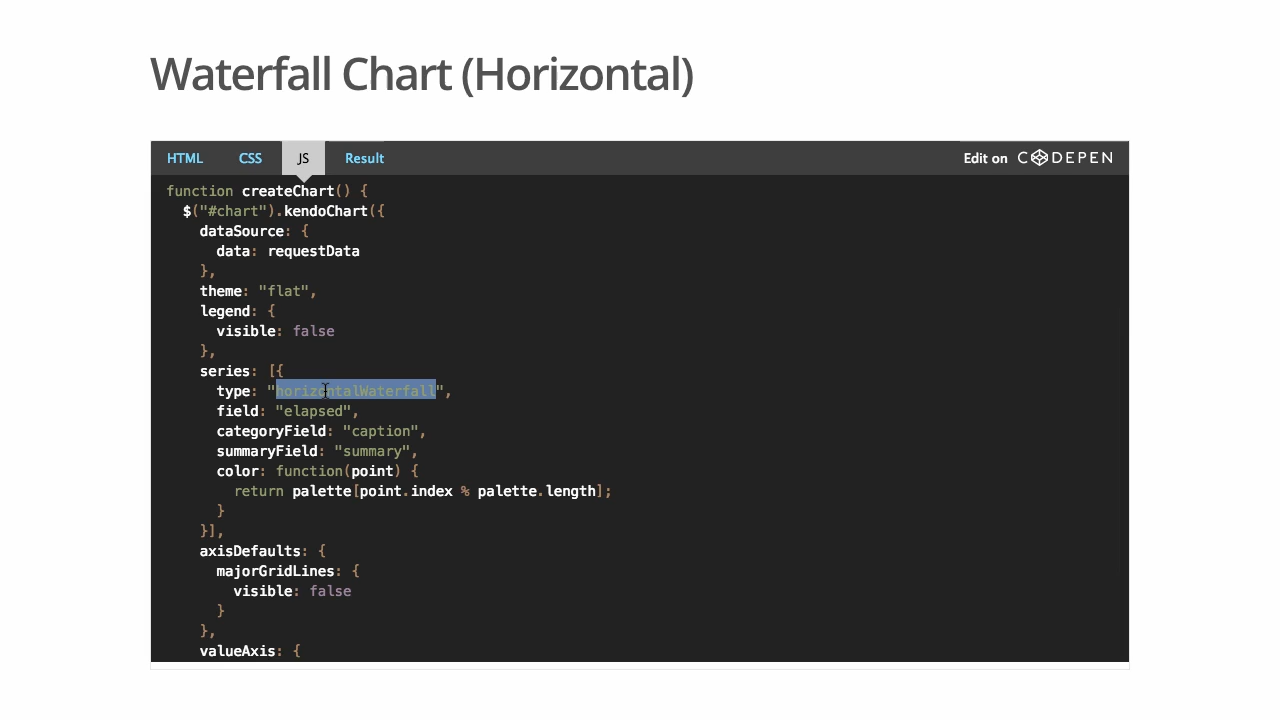 Waterfall Chart (Horizontal)
HTML CSS JS Result Edit on CODEPEN
function createChart() {
$("#chart").kendoChart({
dataSource: {
data: requestData
},
theme: "flat",
legend: {
visible: false
},
series: [{
type: "horizontalWaterfall",
field: "elapsed",
categoryField: "caption",
summaryField: "summary",
color: function(point) {
return palette[point.index % palette.length];
}
}],
axisDefaults: {
majorGridLines: {
visible: false
}
},
valueAxis: {